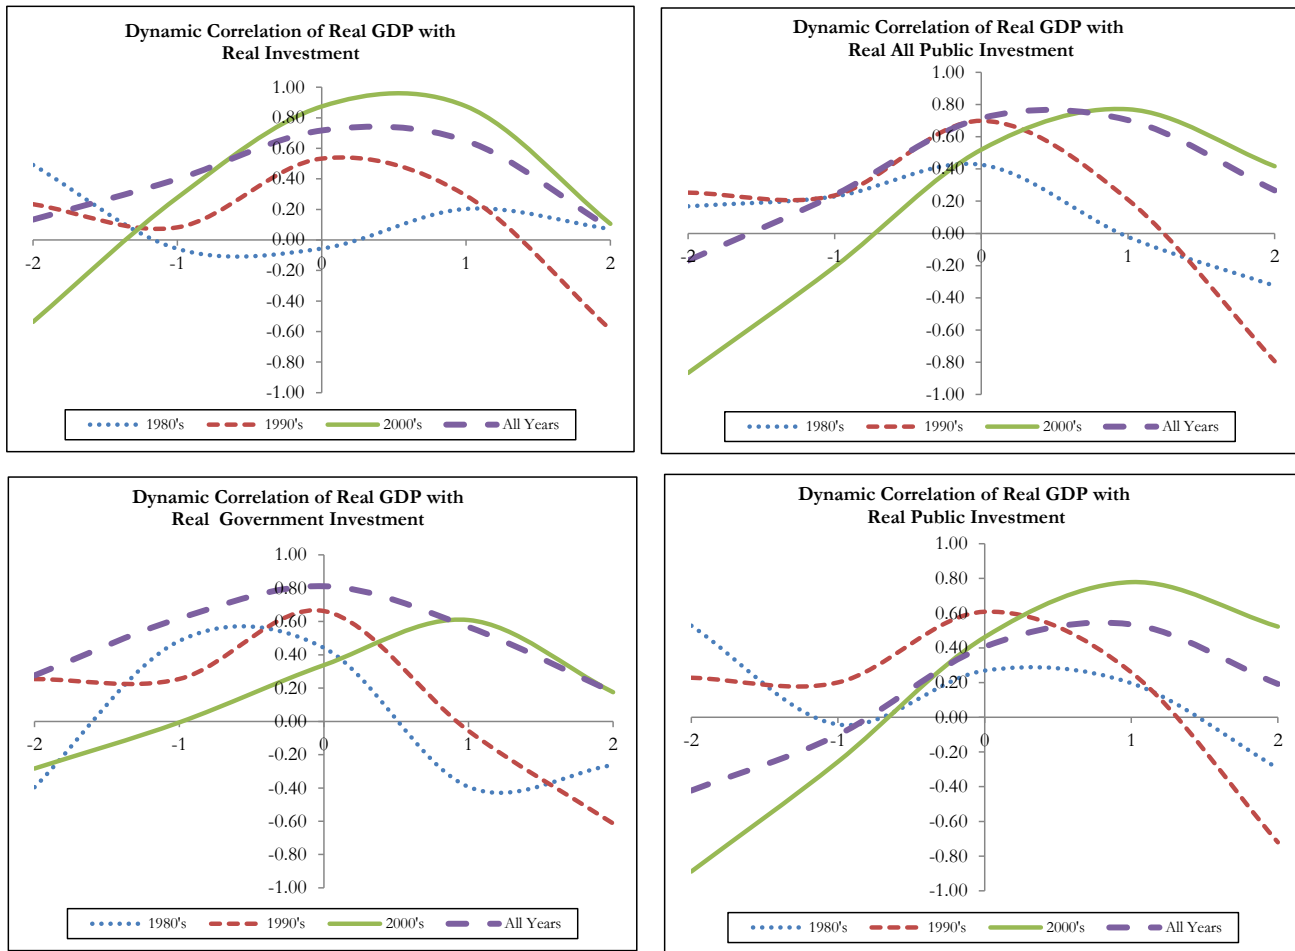 Dynamic Correlation of Real GDP with
Real Investment
1.00
0.80
0.60
0.40
0.20
0.00
-0.20
-0.40
-0.60
-0.80
-1.00
-2 -1 0 1 2
1980's 1990's 2000's All Years
Dynamic Correlation of Real GDP with
Real All Public Investment
1.00
0.80
0.60
0.40
0.20
0.00
-0.20
-0.40
-0.60
-0.80
-1.00
-2 -1 0 1 2
1980's 1990's 2000's All Years
Dynamic Correlation of Real GDP with
Real Government Investment
1.00
0.80
0.60
0.40
0.20
0.00
-0.20
-0.40
-0.60
-0.80
-1.00
-2 -1 0 1 2
1980's 1990's 2000's All Years
Dynamic Correlation of Real GDP with
Real Public Investment
1.00
0.80
0.60
0.40
0.20
0.00
-0.20
-0.40
-0.60
-0.80
-1.00
-2 -1 0 1 2
1980's 1990's 2000's All Years